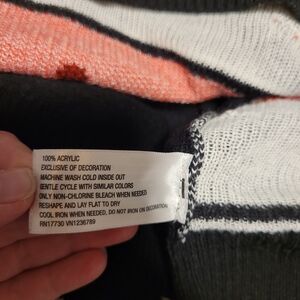 100% ACRYLIC
EXCLUSIVE OF DECORATION
MACHINE WASH COLD INSIDE OUT
GENTLE CYCLE WITH SIMILAR COLORS
ONLY NON-CHLORINE BLEACH WHEN NEEDED
RESHAPE AND LAY FLAT TO DRY
COOL IRON WHEN NEEDED, DO NOT IRON ON DECORATION
RN17730 VN1236789